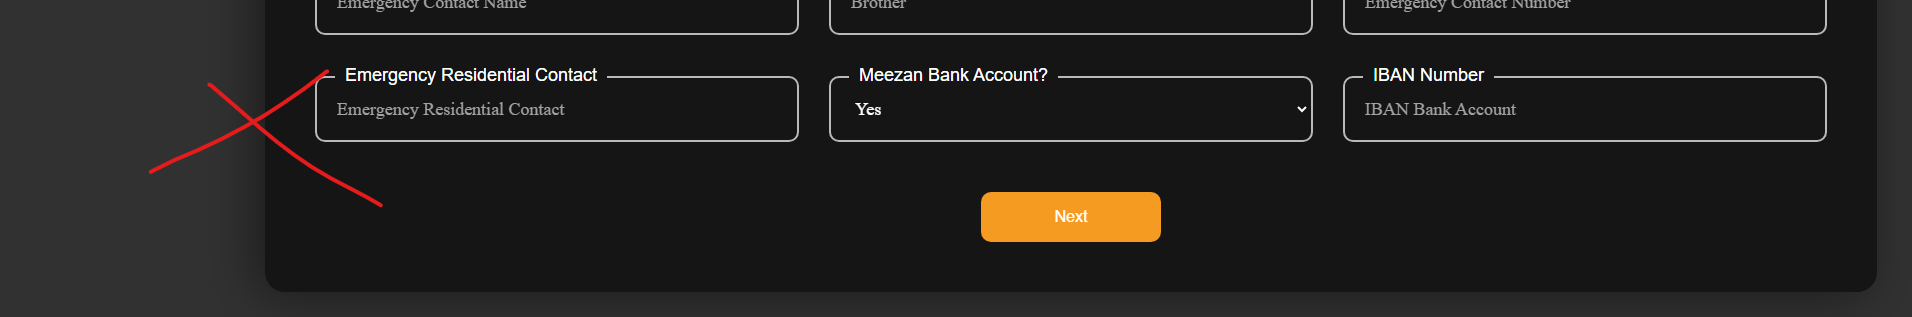 Emergency Contact Name Brother Emergency Contact Number
Emergency Residential Contact Meezan Bank Account? IBAN Number
Emergency Residential Contact Yes IBAN Bank Account
Next